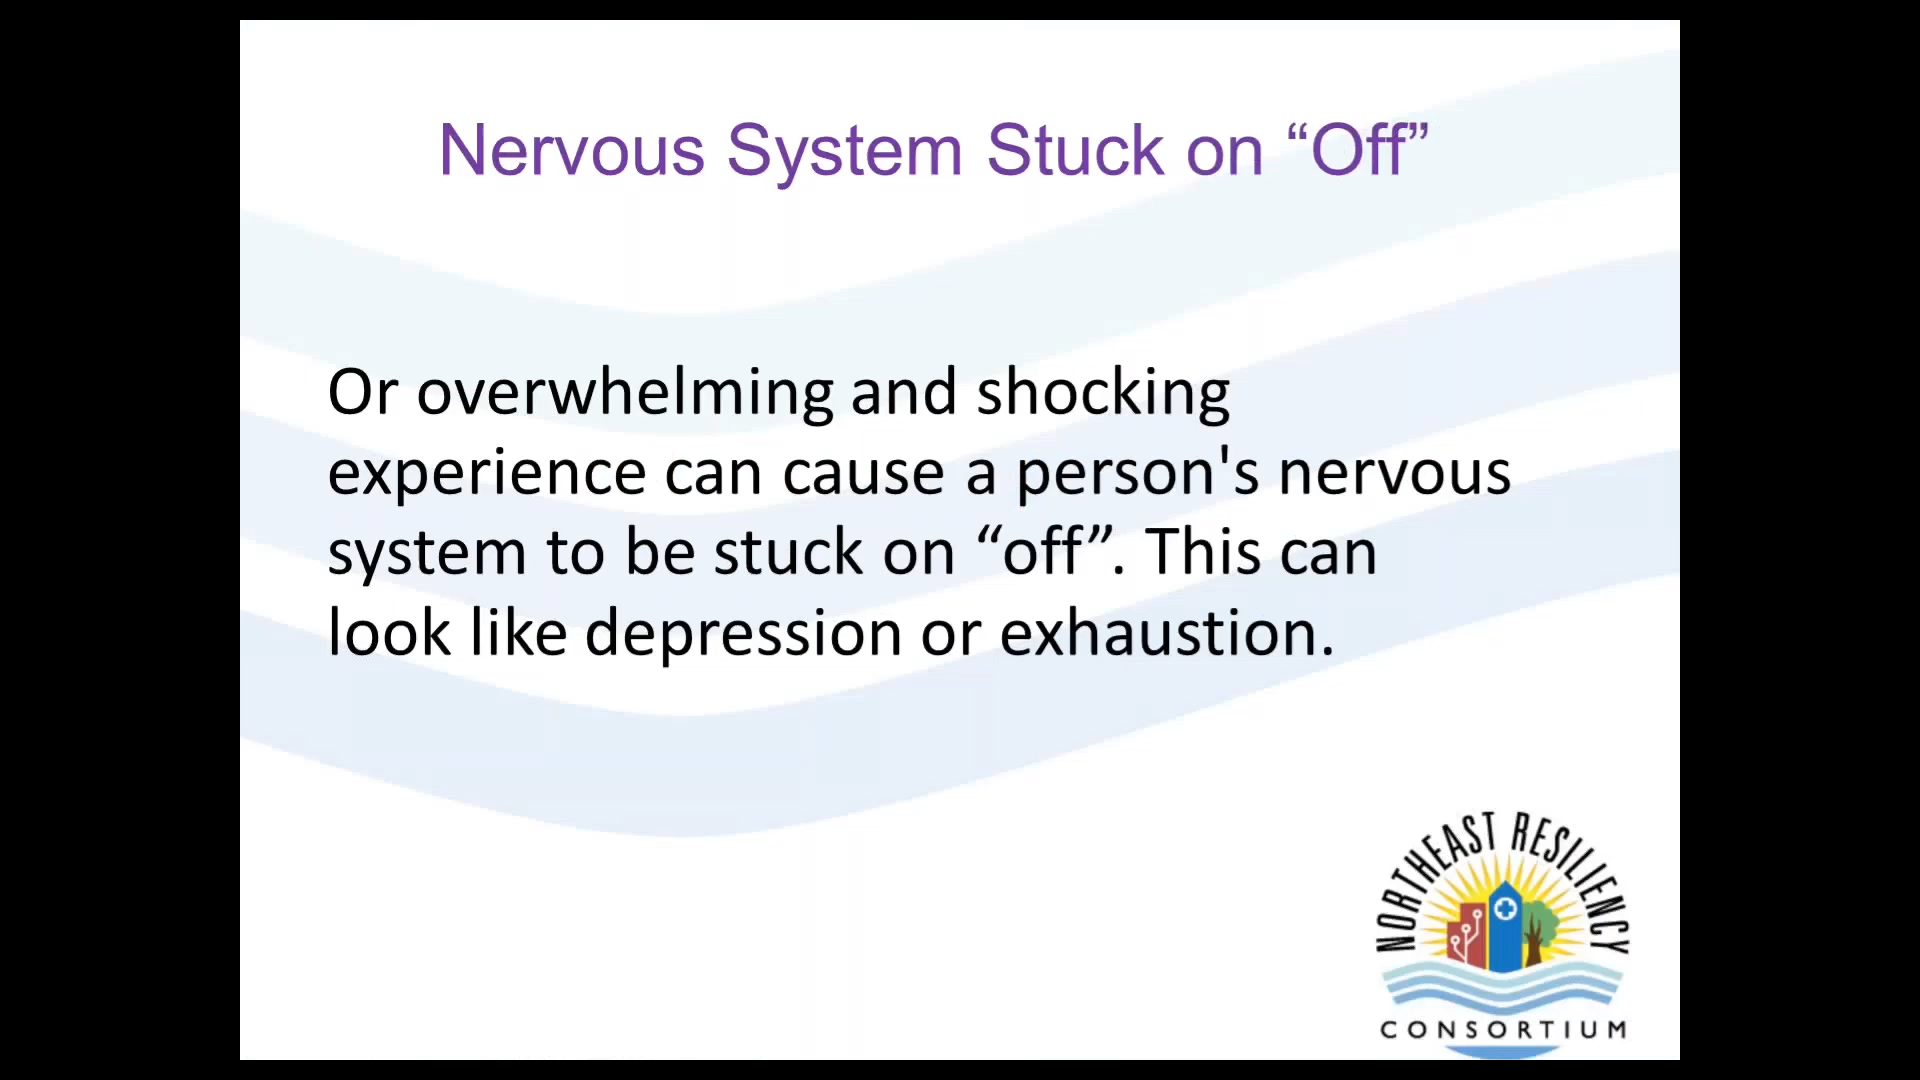 Nervous System Stuck on “Off”
Or overwhelming and shocking
experience can cause a person's nervous
system to be stuck on “off”. This can
look like depression or exhaustion.
NORTHEAST RESILIENCY
CONSORTIUM